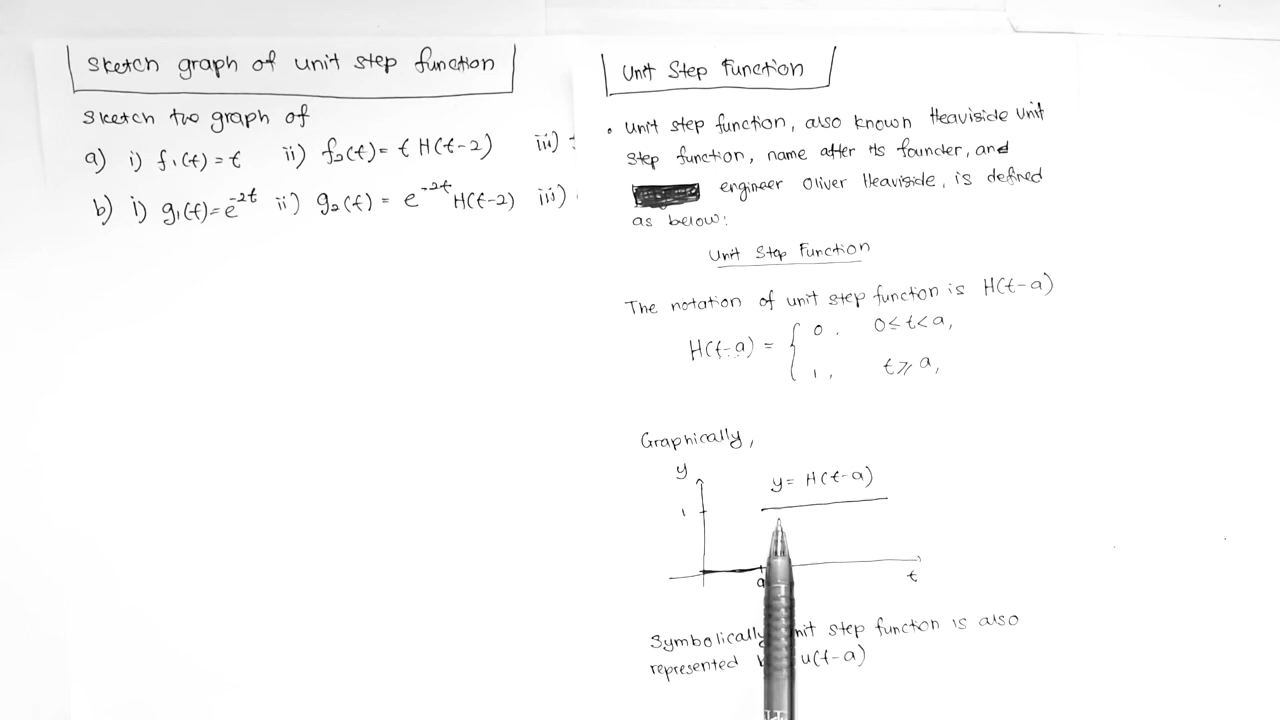 Sketch graph of unit step function
Sketch two graph of
a) i) f₁(t)=t ii) f₂(t)= t H(t-2) iii)
b) i) g₁(t)=e^-2t ii) g₂(t) = e^-2t H(t-2) iii)
Unit Step Function
• Unit step function, also known Heaviside Unit
step function, name after its founder, and
engineer Oliver Heaviside, is defined
as below:
Unit Step Function
The notation of unit step function is H(t-a)
H(t-a) = { 0, 0≤t<a,
1, t⩾a,
Graphically,
y
y= H(t-a)
1
a
t
Symbolically unit step function is also
represented u(t-a)